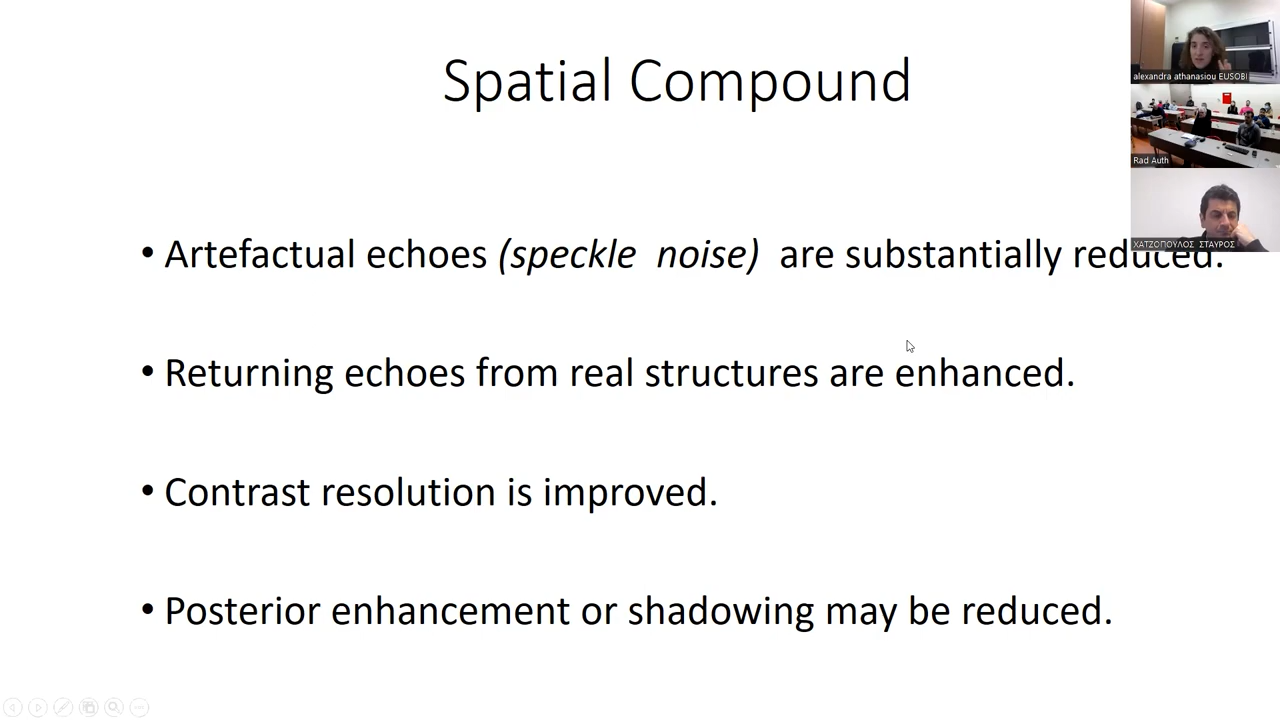 Spatial Compound
alexandra athanasiou EUSOBI
Rad Auth
ΧΑΤΖΟΠΟΥΛΟΣ ΣΤΑΥΡΟΣ
• Artefactual echoes (speckle noise) are substantially reduced.
• Returning echoes from real structures are enhanced.
• Contrast resolution is improved.
• Posterior enhancement or shadowing may be reduced.